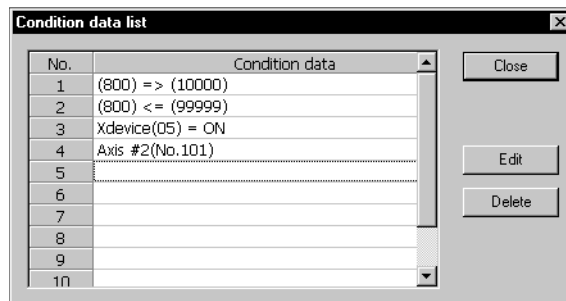 Condition data list
No. Condition data
1 (800) => (10000)
2 (800) <= (99999)
3 Xdevice(05) = ON
4 Axis #2(No.101)
5
6
7
8
9
10
Close
Edit
Delete